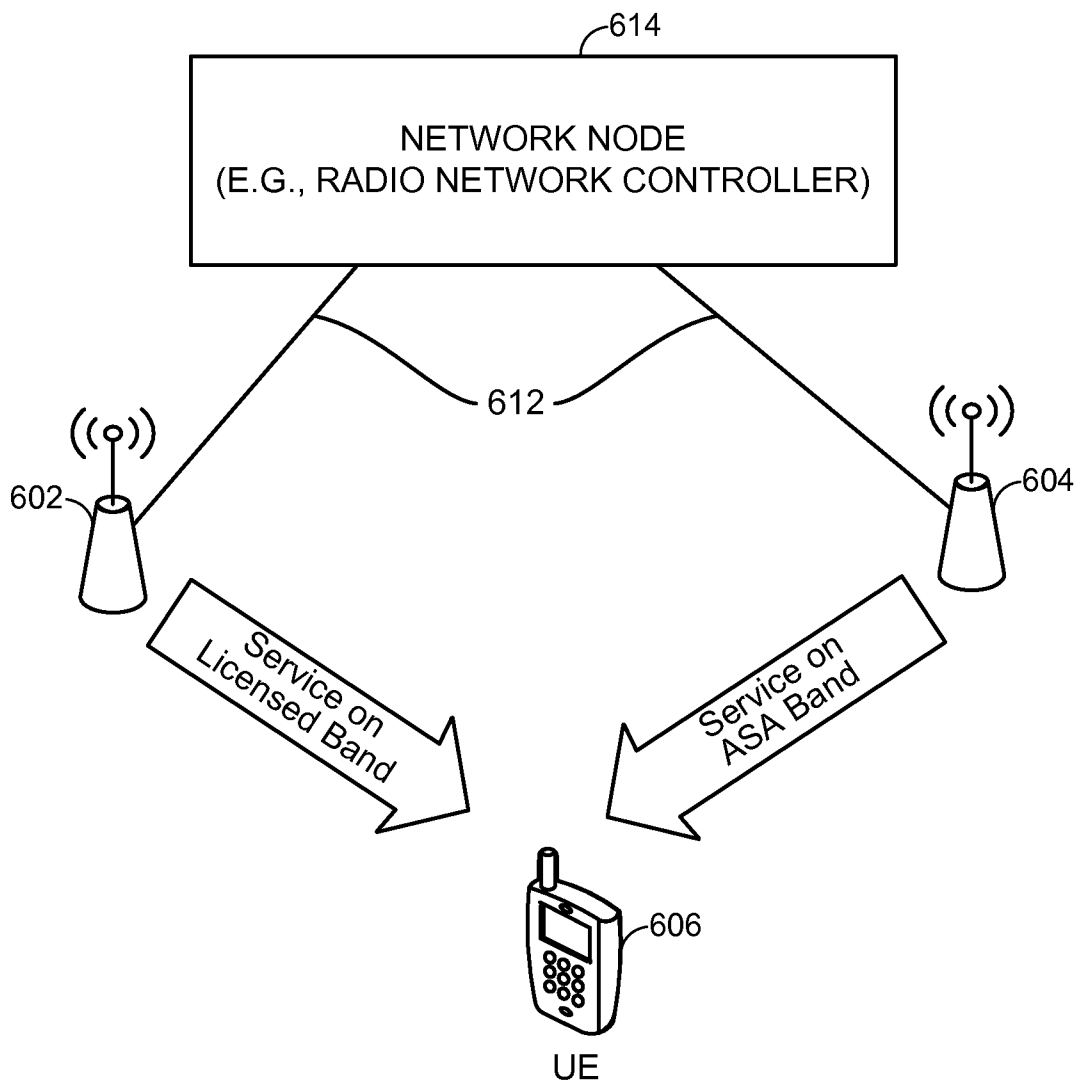 614
NETWORK NODE
(E.G., RADIO NETWORK CONTROLLER)
612
602
604
Service on
Licensed Band
Service on
ASA Band
606
UE